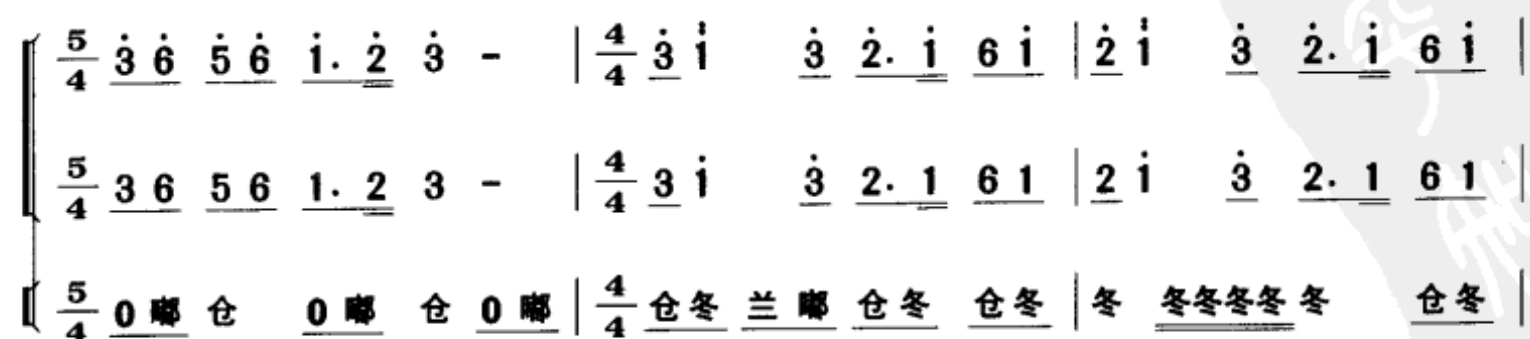 5/4 3̇ 6̇ 5̇ 6̇ 1̇. 2̇ 3̇ - | 4/4 3̇ 1̈ 3̇ 2̇. 1̇ 6 1̇ | 2̇ 1̈ 3̇ 2̇. 1̇ 6 1̇ |
5/4 3 6 5 6 1. 2 3 - | 4/4 3 1̇ 3̇ 2. 1 6 1 | 2 1̇ 3̇ 2. 1 6 1 |
5/4 0 嘟 仓 0 嘟 仓 0 嘟 | 4/4 仓 冬 兰 嘟 仓 冬 仓 冬 | 冬 冬冬冬冬 冬 仓冬 |